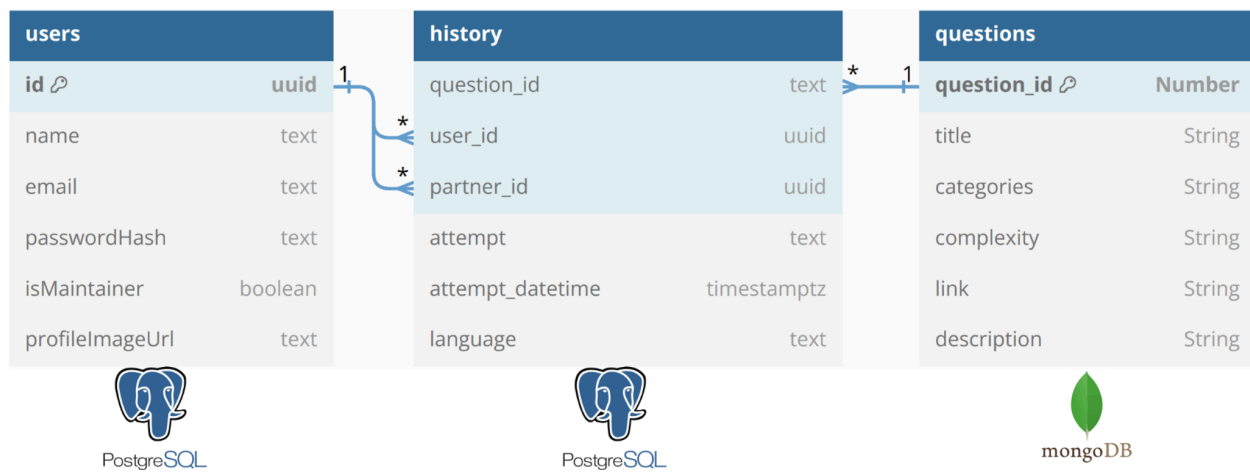 users
id uuid
name text
email text
passwordHash text
isMaintainer boolean
profileImageUrl text
PostgreSQL
1
*
*
history
question_id text
user_id uuid
partner_id uuid
attempt text
attempt_datetime timestamptz
language text
PostgreSQL
* 1
questions
question_id Number
title String
categories String
complexity String
link String
description String
mongoDB